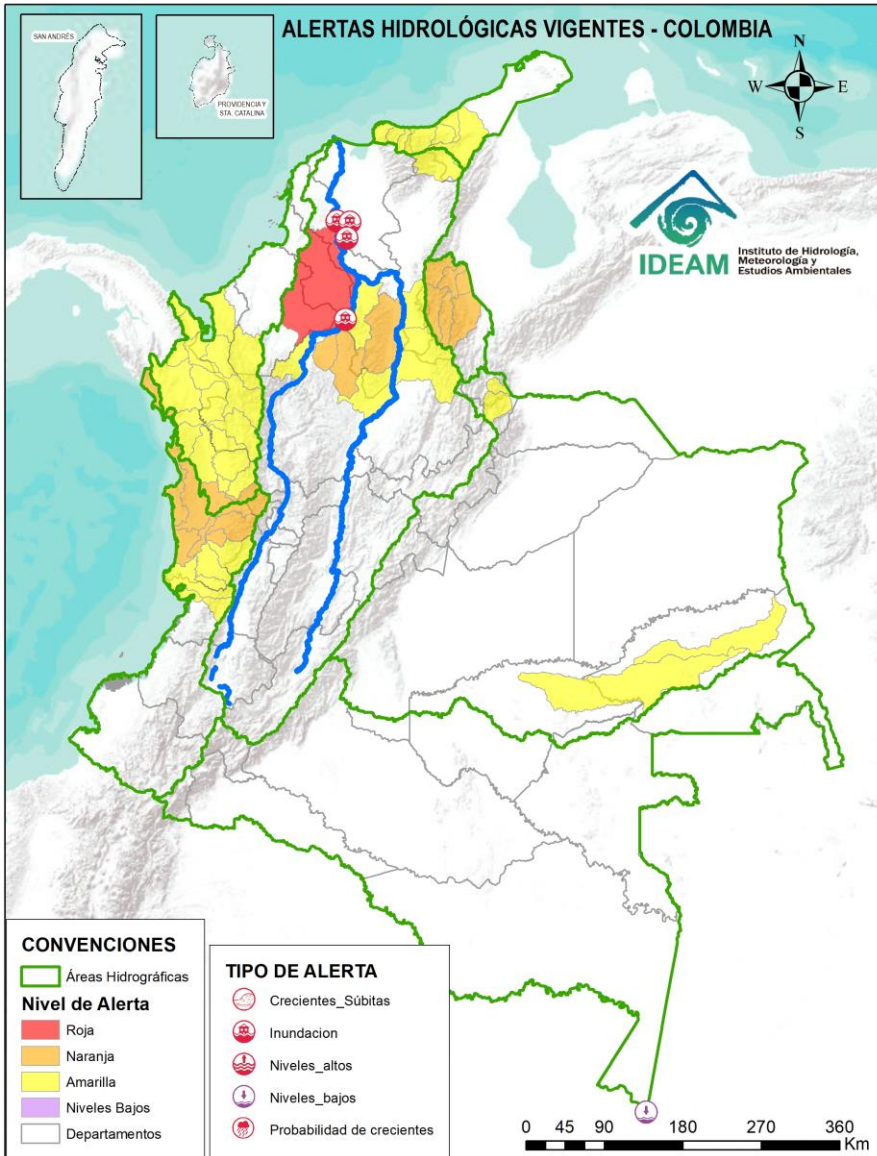 ALERTAS HIDROLÓGICAS VIGENTES - COLOMBIA
SAN ANDRÉS
PROVIDENCIA Y
STA. CATALINA
N
W
E
S
IDEAM
Instituto de Hidrología,
Meteorología y
Estudios Ambientales
CONVENCIONES
Áreas Hidrográficas
Nivel de Alerta
Roja
Naranja
Amarilla
Niveles Bajos
Departamentos
TIPO DE ALERTA
Crecientes_Súbitas
Inundacion
Niveles_altos
Niveles_bajos
Probabilidad de crecientes
0 45 90 180 270 360
Km